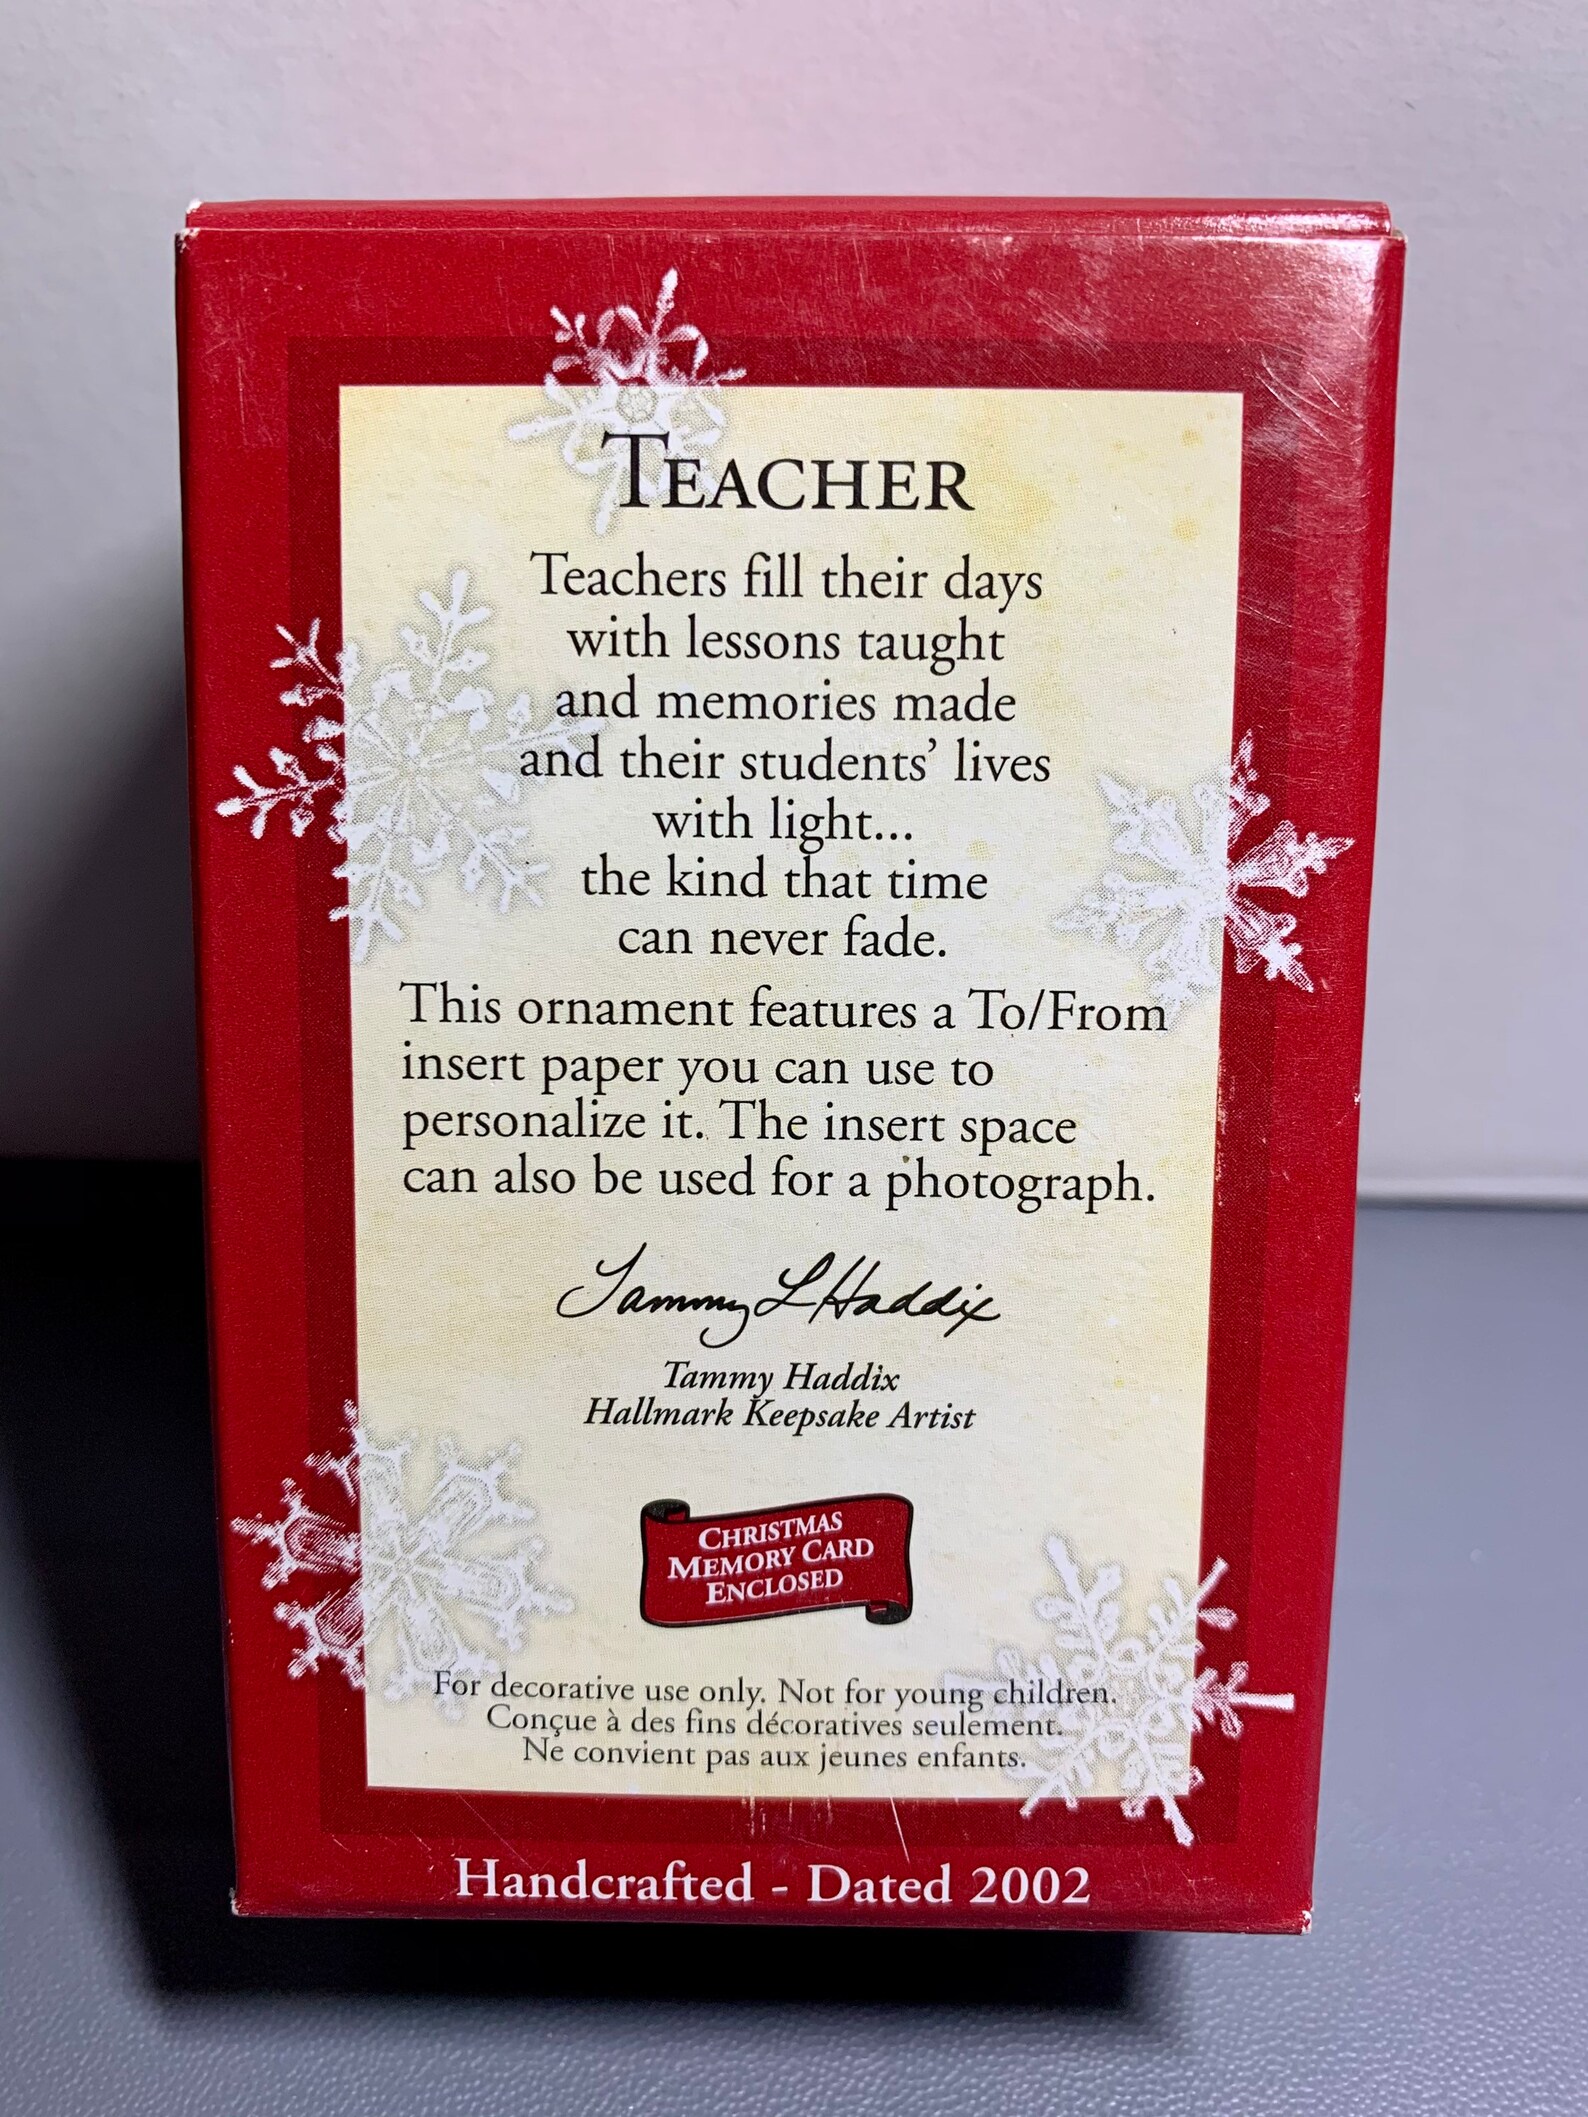 TEACHER
Teachers fill their days
with lessons taught
and memories made
and their students' lives
with light...
the kind that time
can never fade.
This ornament features a To/From
insert paper you can use to
personalize it. The insert space
can also be used for a photograph.
Tammy L Haddix
Tammy Haddix
Hallmark Keepsake Artist
CHRISTMAS
MEMORY CARD
ENCLOSED
For decorative use only. Not for young children.
Conçue à des fins décoratives seulement.
Ne convient pas aux jeunes enfants.
Handcrafted - Dated 2002